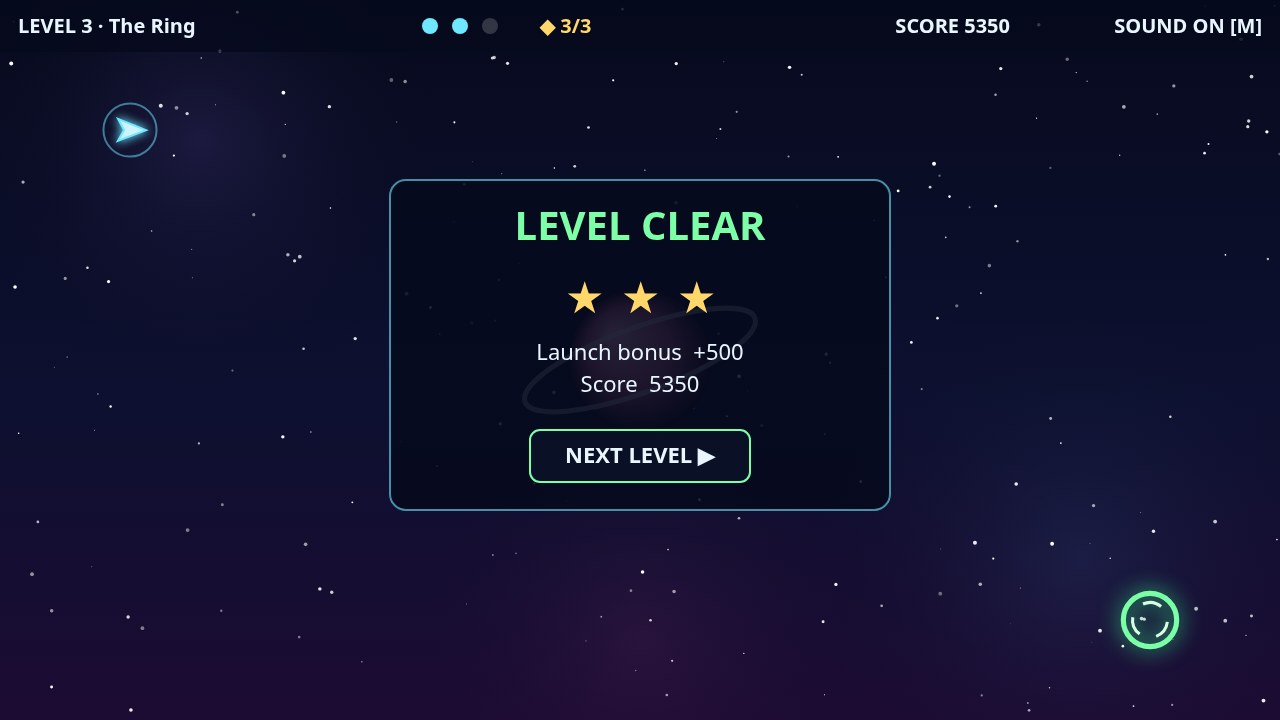 LEVEL 3 · The Ring
◆ 3/3
SCORE 5350
SOUND ON [M]
LEVEL CLEAR
★ ★ ★
Launch bonus +500
Score 5350
NEXT LEVEL ▶